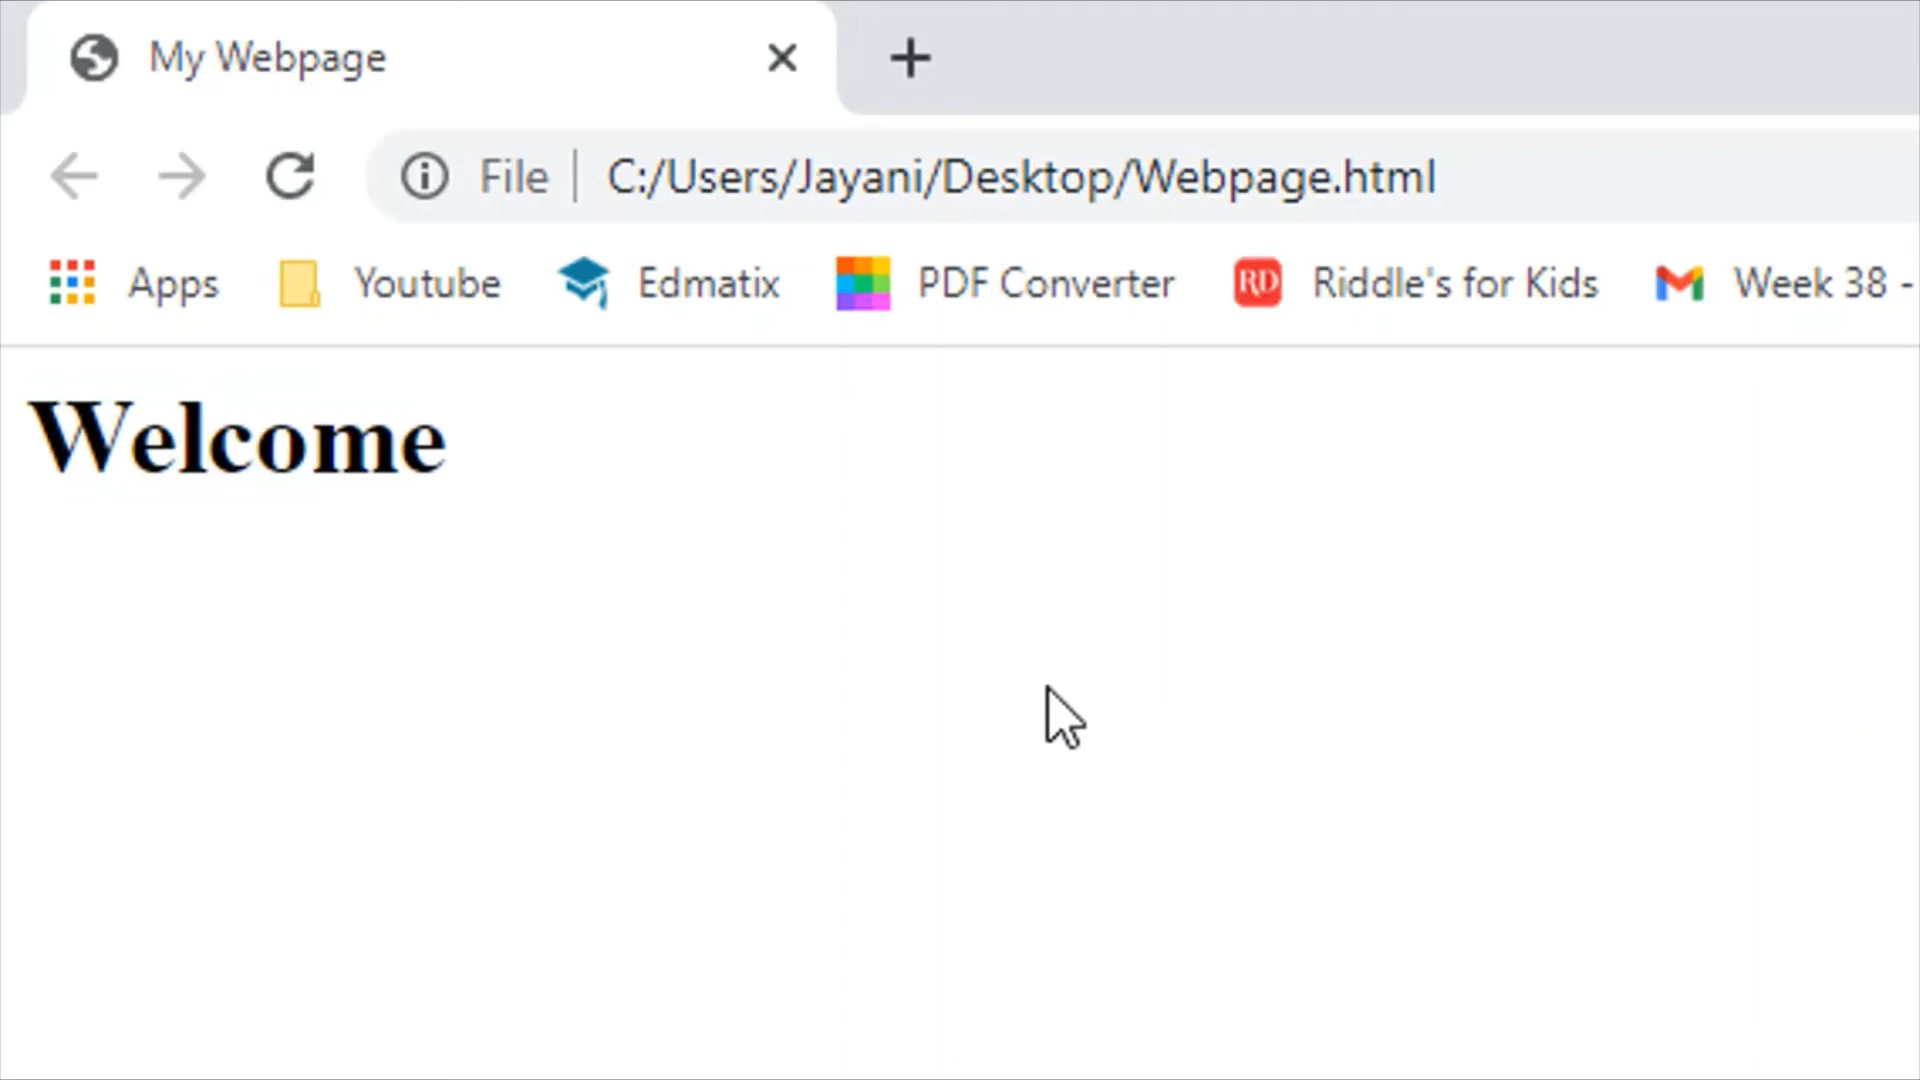 My Webpage
File C:/Users/Jayani/Desktop/Webpage.html
Apps Youtube Edmatix PDF Converter RD Riddle's for Kids Week 38 -
Welcome